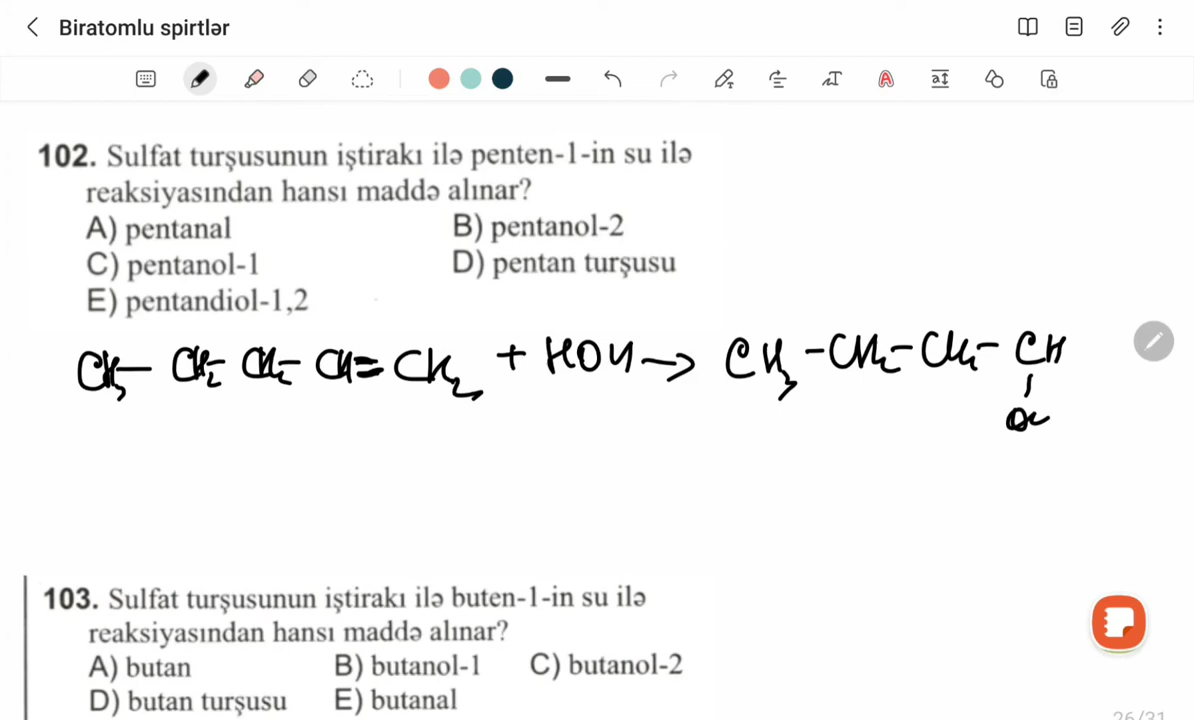 Biratomlu spirtlər
102. Sulfat turşusunun iştirakı ilə penten-1-in su ilə
reaksiyasından hansı maddə alınar?
A) pentanal B) pentanol-2
C) pentanol-1 D) pentan turşusu
E) pentandiol-1,2
CH₃— CH₂- CH₂- CH=CH₂ + HOH → CH₃-CH₂-CH₂-CH
OH
103. Sulfat turşusunun iştirakı ilə buten-1-in su ilə
reaksiyasından hansı maddə alınar?
A) butan B) butanol-1 C) butanol-2
D) butan turşusu E) butanal
26/31